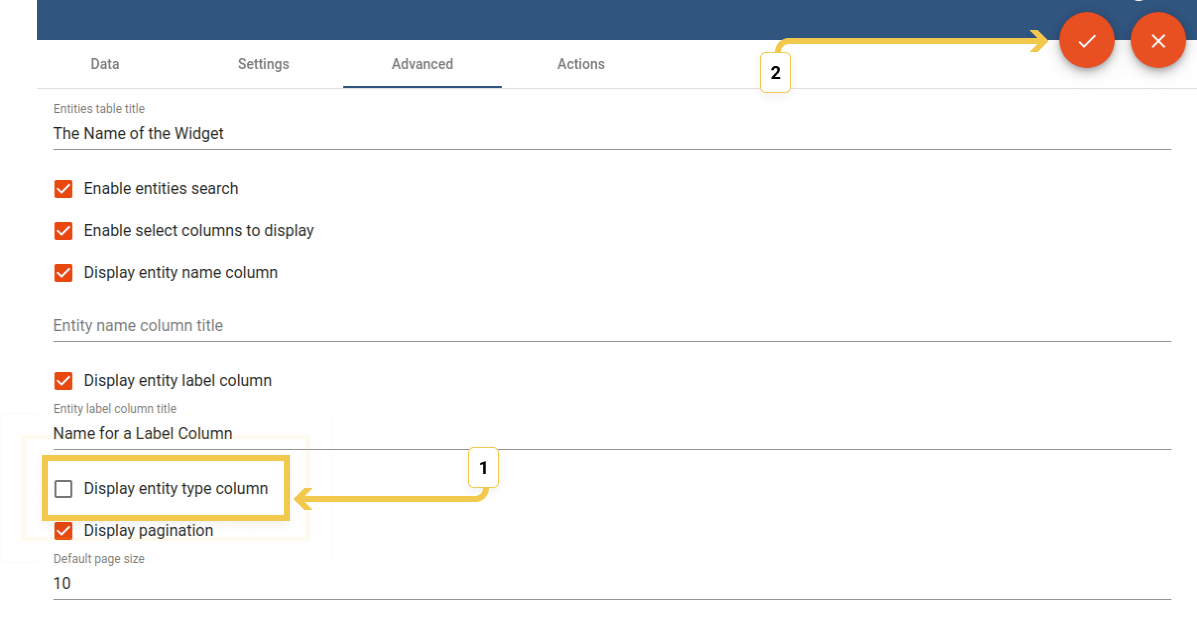 Data Settings Advanced Actions
2
Entities table title
The Name of the Widget
Enable entities search
Enable select columns to display
Display entity name column
Entity name column title
Display entity label column
Entity label column title
Name for a Label Column
1
Display entity type column
Display pagination
Default page size
10